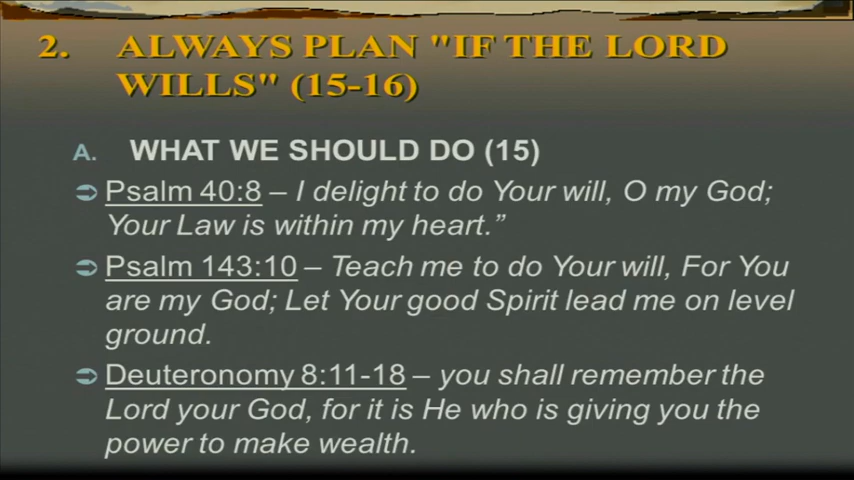 2. ALWAYS PLAN "IF THE LORD
WILLS" (15-16)
A. WHAT WE SHOULD DO (15)
➲ Psalm 40:8 – I delight to do Your will, O my God;
Your Law is within my heart.”
➲ Psalm 143:10 – Teach me to do Your will, For You
are my God; Let Your good Spirit lead me on level
ground.
➲ Deuteronomy 8:11-18 – you shall remember the
Lord your God, for it is He who is giving you the
power to make wealth.